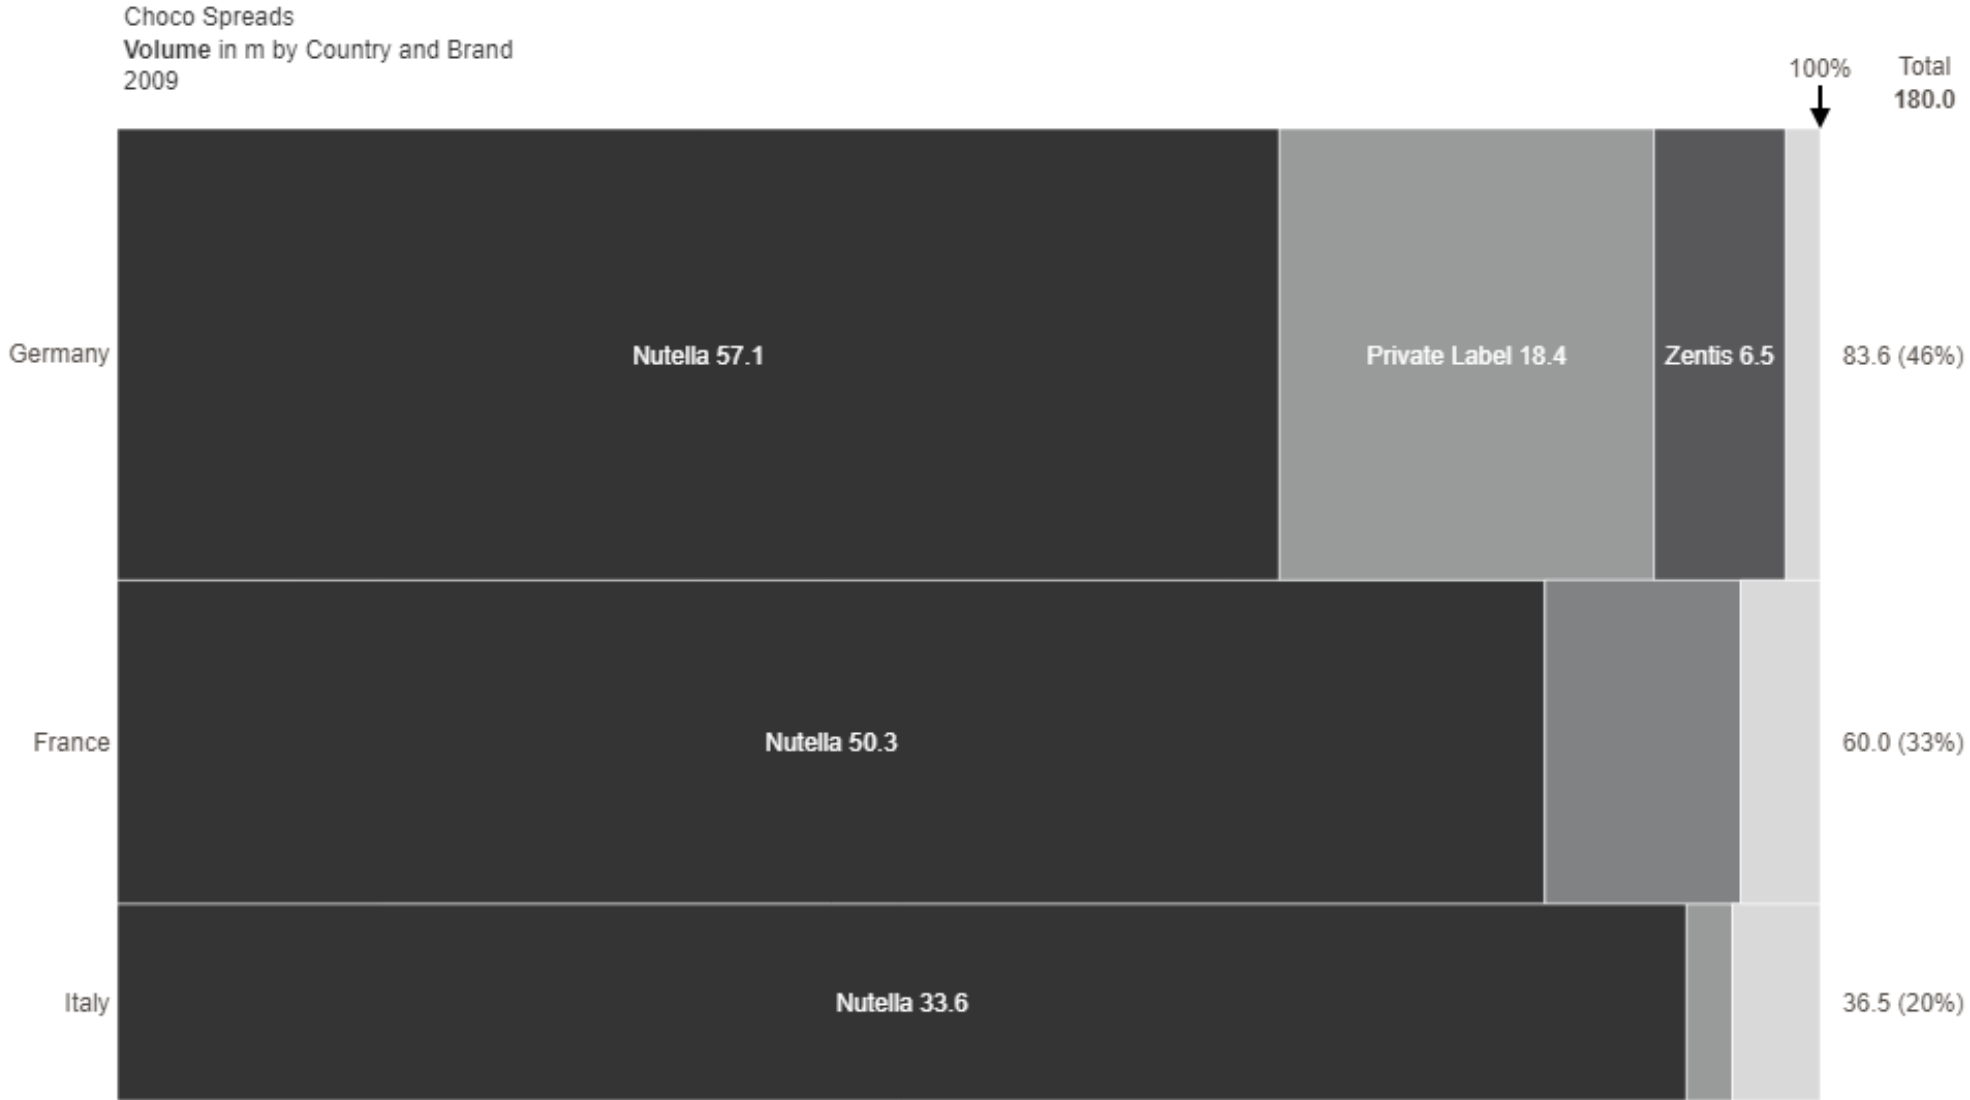 Choco Spreads
Volume in m by Country and Brand
2009
100% Total
180.0
Germany Nutella 57.1 Private Label 18.4 Zentis 6.5 83.6 (46%)
France Nutella 50.3 60.0 (33%)
Italy Nutella 33.6 36.5 (20%)